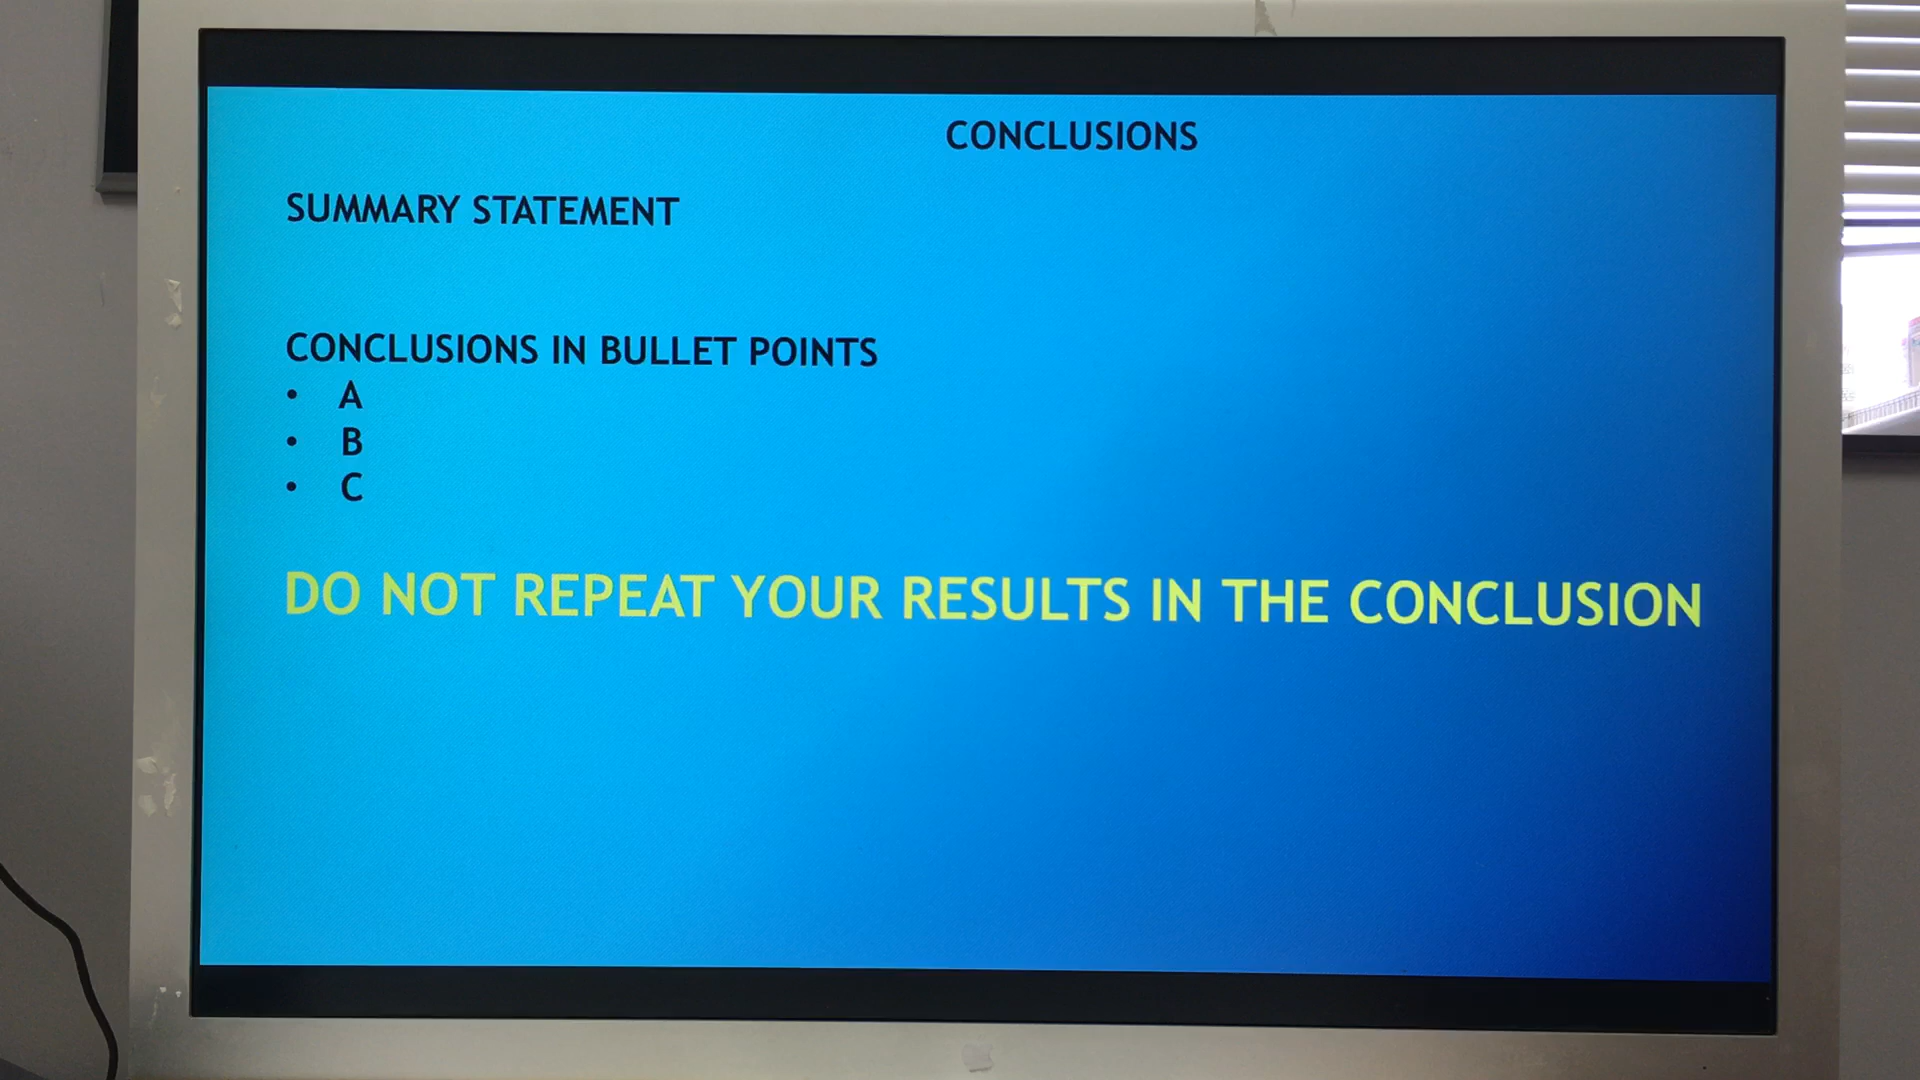 CONCLUSIONS
SUMMARY STATEMENT
CONCLUSIONS IN BULLET POINTS
• A
• B
• C
DO NOT REPEAT YOUR RESULTS IN THE CONCLUSION